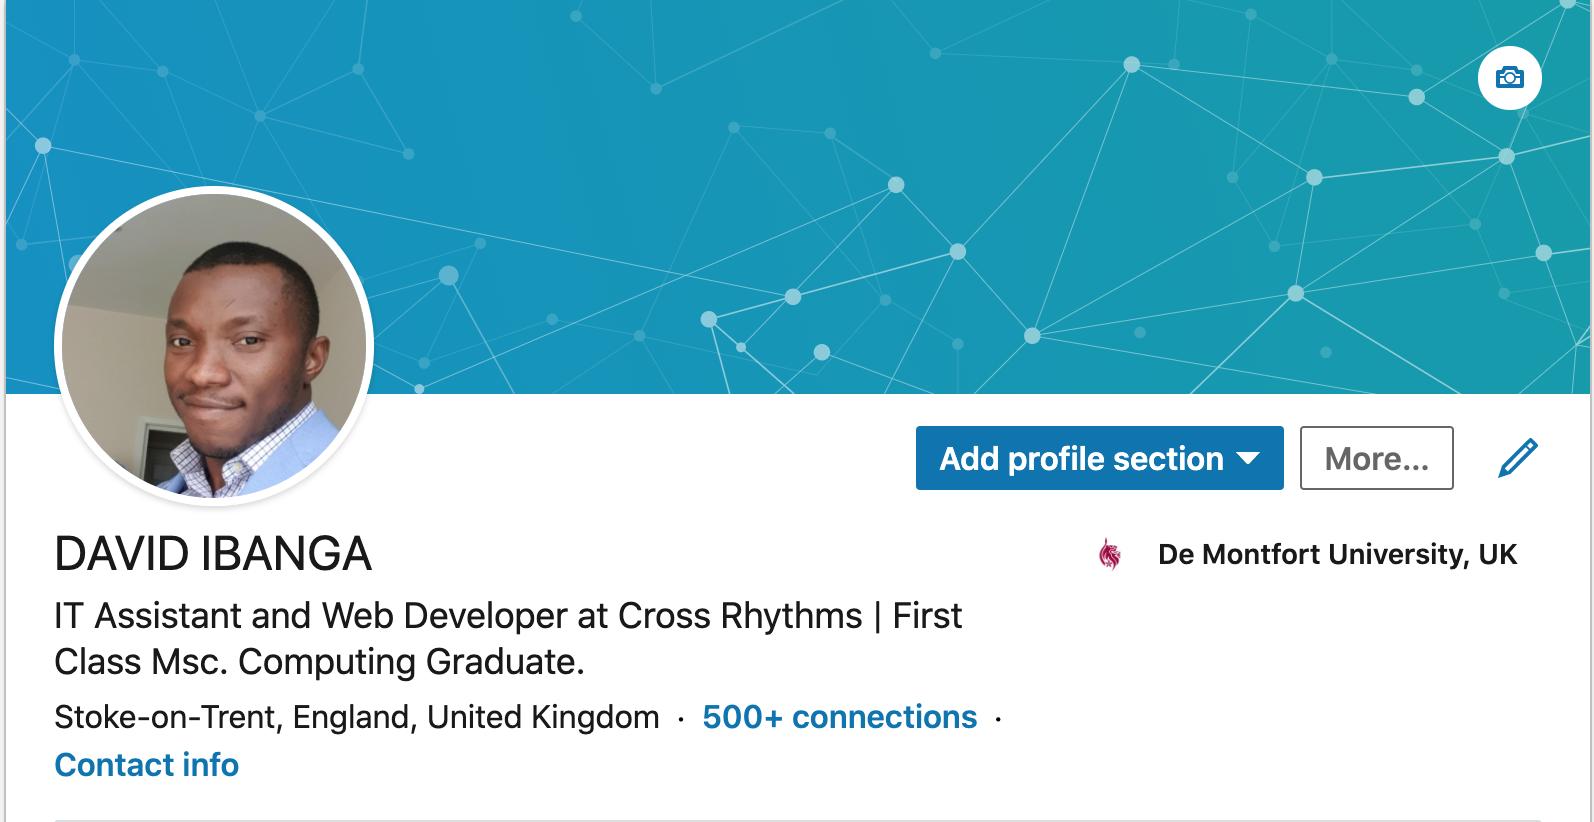 Add profile section
More...
DAVID IBANGA
De Montfort University, UK
IT Assistant and Web Developer at Cross Rhythms | First
Class Msc. Computing Graduate.
Stoke-on-Trent, England, United Kingdom · 500+ connections ·
Contact info